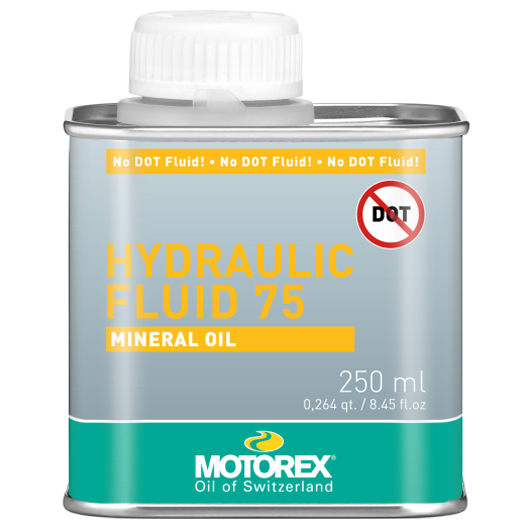 No DOT Fluid! • No DOT Fluid! • No DOT Fluid!
DOT
HYDRAULIC
FLUID 75
MINERAL OIL
250 ml
0,264 qt. / 8.45 fl.oz
MOTOREX®
Oil of Switzerland